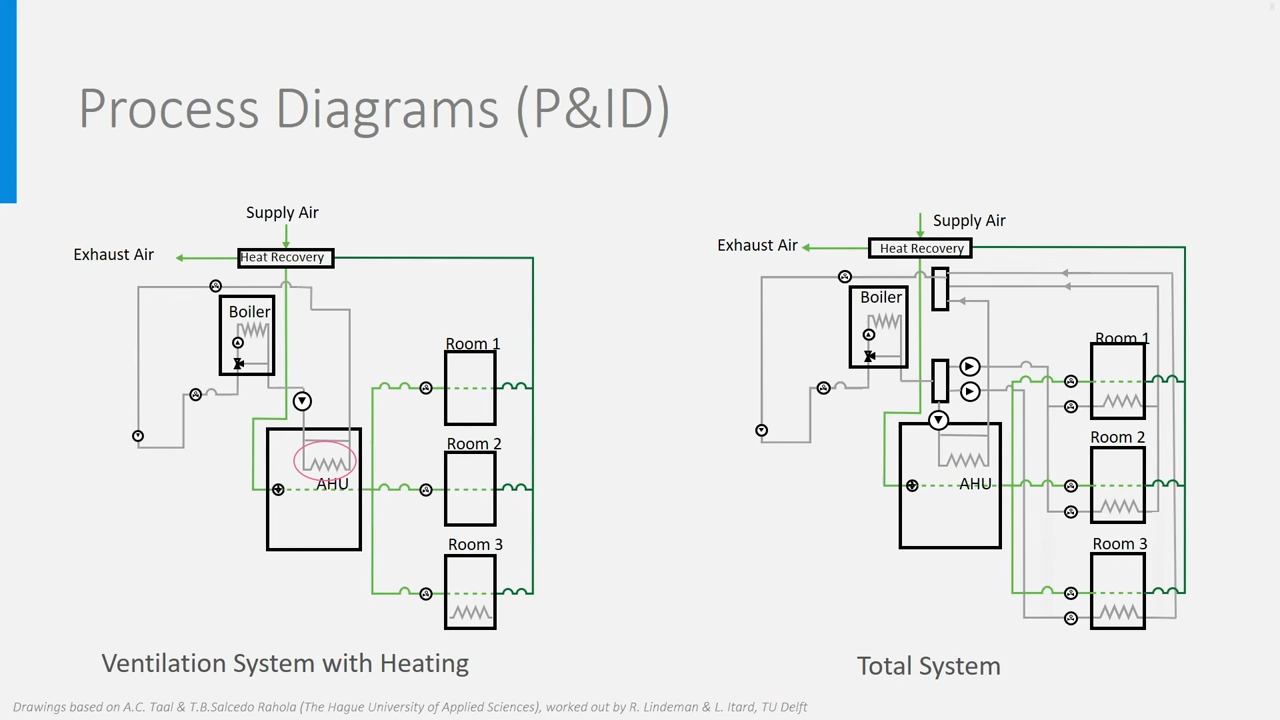 Process Diagrams (P&ID)
Supply Air
Exhaust Air
Heat Recovery
Boiler
Room 1
Room 2
AHU
Room 3
Ventilation System with Heating
Supply Air
Exhaust Air
Heat Recovery
Boiler
Room 1
Room 2
AHU
Room 3
Total System
Drawings based on A.C. Taal & T.B.Salcedo Rahola (The Hague University of Applied Sciences), worked out by R. Lindeman & L. Itard, TU Delft